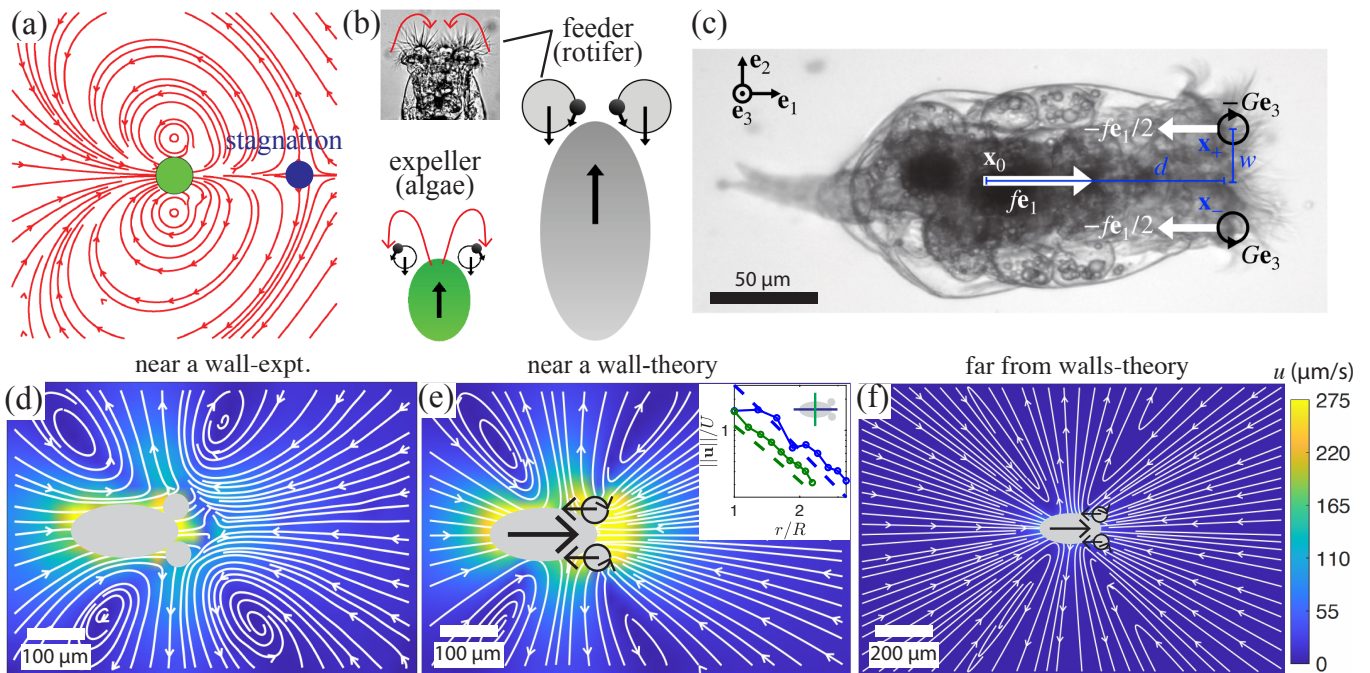 (a)
stagnation
(b)
feeder
(rotifer)
expeller
(algae)
(c)
e₂
e₁
e₃
−Ge₃
−fe₁/2
x₊
w
x₀
d
fe₁
x₋
−fe₁/2
Ge₃
50 µm
near a wall-expt.
near a wall-theory
far from walls-theory
(d)
100 µm
(e)
||u||/U
1
1
2
r/R
100 µm
(f)
200 µm
u (µm/s)
275
220
165
110
55
0